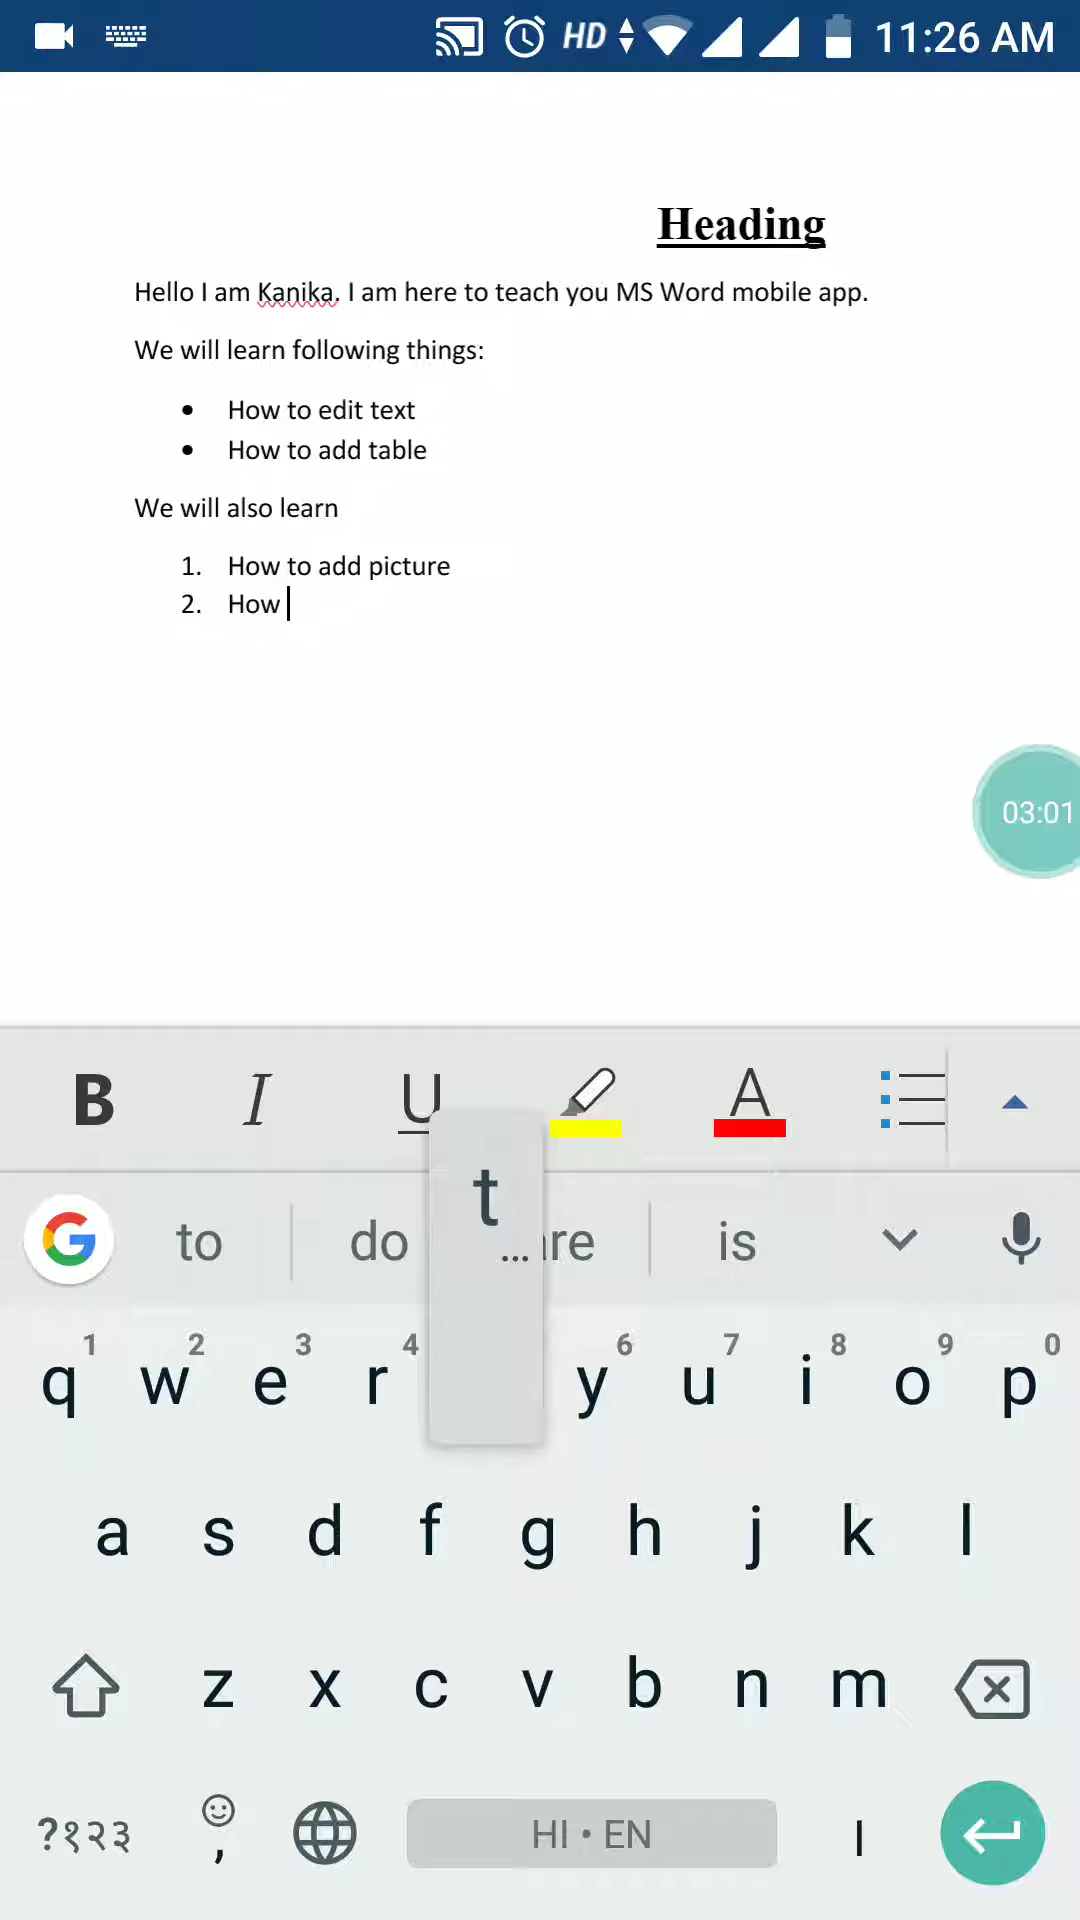 HD 11:26 AM
Heading
Hello I am Kanika. I am here to teach you MS Word mobile app.
We will learn following things:
• How to edit text
• How to add table
We will also learn
1. How to add picture
2. How
03:01
B I U A
t
to do ... are is
1 2 3 4 6 7 8 9 0
q w e r y u i o p
a s d f g h j k l
z x c v b n m
?१२३ , HI • EN ।